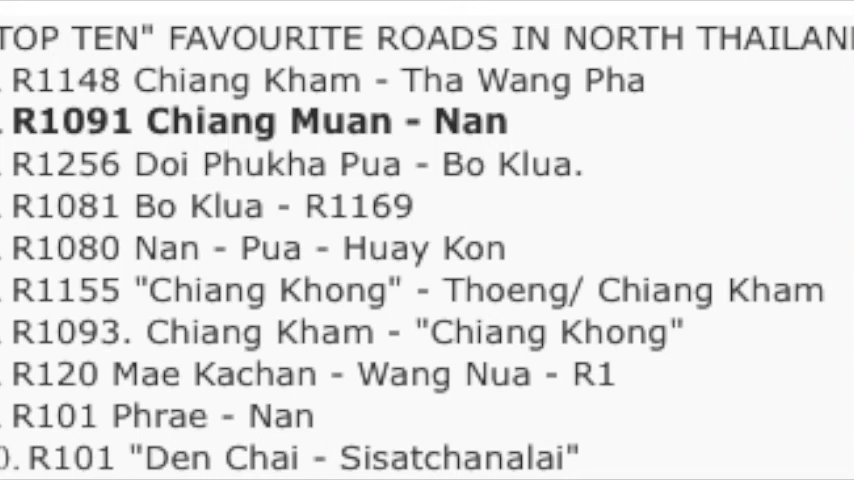 TOP TEN" FAVOURITE ROADS IN NORTH THAILAN
. R1148 Chiang Kham - Tha Wang Pha
. R1091 Chiang Muan - Nan
. R1256 Doi Phukha Pua - Bo Klua.
. R1081 Bo Klua - R1169
. R1080 Nan - Pua - Huay Kon
. R1155 "Chiang Khong" - Thoeng/ Chiang Kham
. R1093. Chiang Kham - "Chiang Khong"
. R120 Mae Kachan - Wang Nua - R1
. R101 Phrae - Nan
0. R101 "Den Chai - Sisatchanalai"